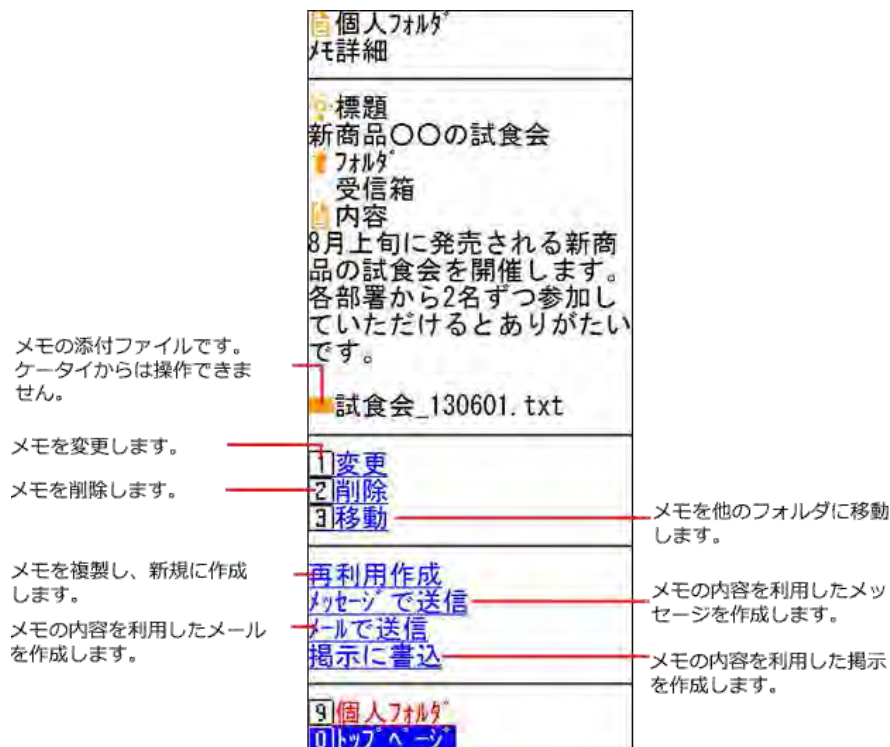 個人ﾌｫﾙﾀﾞ
ﾒﾓ詳細
標題
新商品〇〇の試食会
ﾌｫﾙﾀﾞ
受信箱
内容
8月上旬に発売される新商
品の試食会を開催します。
各部署から2名ずつ参加し
ていただけるとありがたい
です。
メモの添付ファイルです。
ケータイからは操作できま
せん。
試食会_130601.txt
メモを変更します。
1変更
メモを削除します。
2削除
3移動
メモを他のフォルダに移動
します。
メモを複製し、新規に作成
します。
再利用作成
ﾒｯｾｰｼﾞで送信
メモの内容を利用したメッ
セージを作成します。
メモの内容を利用したメール
を作成します。
ﾒｰﾙで送信
掲示に書込
メモの内容を利用した掲示
を作成します。
9個人ﾌｫﾙﾀﾞ
0ﾄｯﾌﾟﾍﾟｰｼﾞ